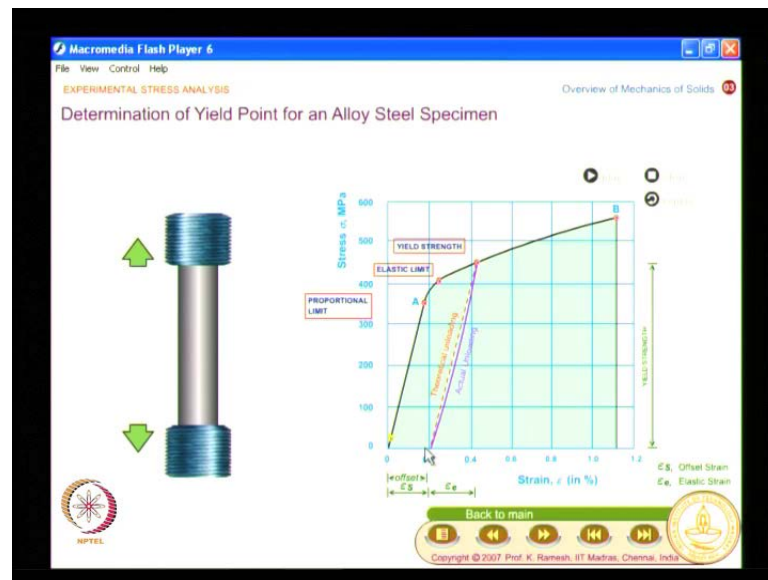 Macromedia Flash Player 6
File View Control Help
EXPERIMENTAL STRESS ANALYSIS
Overview of Mechanics of Solids 03
Determination of Yield Point for an Alloy Steel Specimen
Stress σ, MPa
600
500
400
300
200
100
0
B
YIELD STRENGTH
ELASTIC LIMIT
PROPORTIONAL
LIMIT
A
Theoretical unloading
Actual Unloading
YIELD STRENGTH
0 0.4 0.6 0.8 1.0 1.2
offset
εs εe
Strain, ε (in %)
εs, Offset Strain
εe, Elastic Strain
NPTEL
Back to main
Copyright © 2007 Prof. K. Ramesh, IIT Madras, Chennai, India